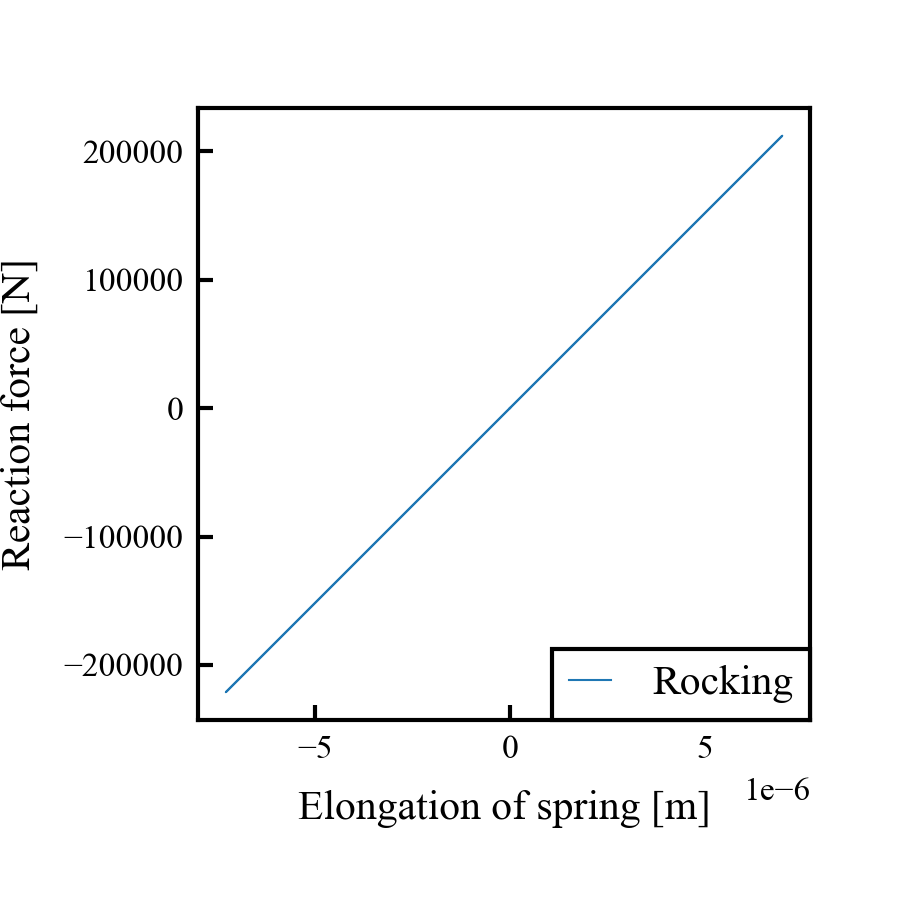 200000
100000
0
−100000
−200000
Reaction force [N]
Rocking
−5
0
5
1e−6
Elongation of spring [m]